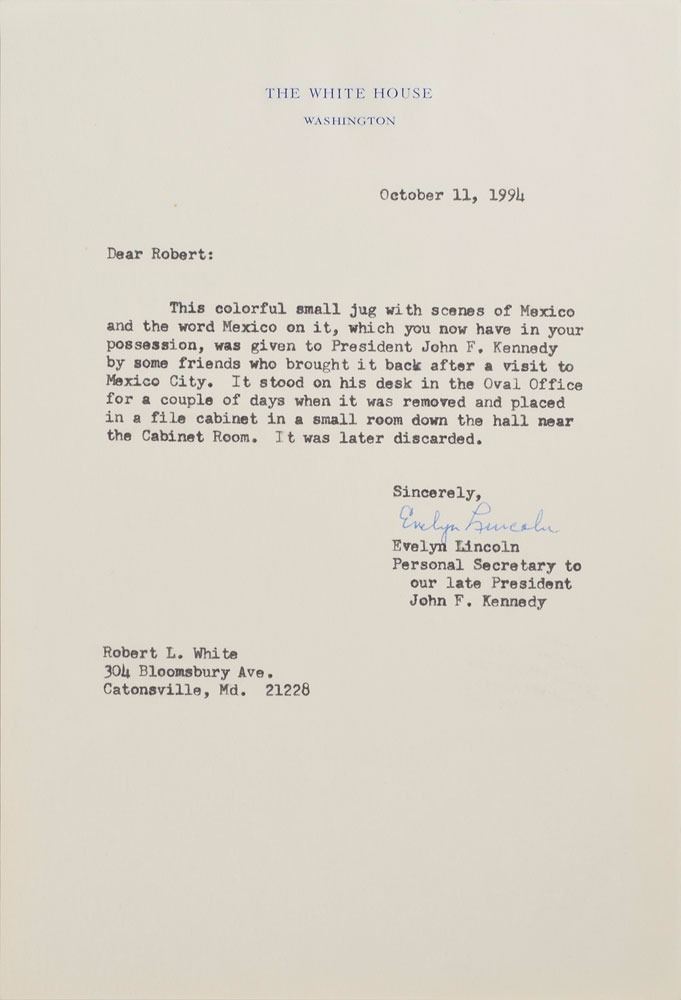 THE WHITE HOUSE
WASHINGTON
October 11, 1994
Dear Robert:
This colorful small jug with scenes of Mexico
and the word Mexico on it, which you now have in your
possession, was given to President John F. Kennedy
by some friends who brought it back after a visit to
Mexico City. It stood on his desk in the Oval Office
for a couple of days when it was removed and placed
in a file cabinet in a small room down the hall near
the Cabinet Room. It was later discarded.
Sincerely,
Evelyn Lincoln
Evelyn Lincoln
Personal Secretary to
our late President
John F. Kennedy
Robert L. White
304 Bloomsbury Ave.
Catonsville, Md. 21228